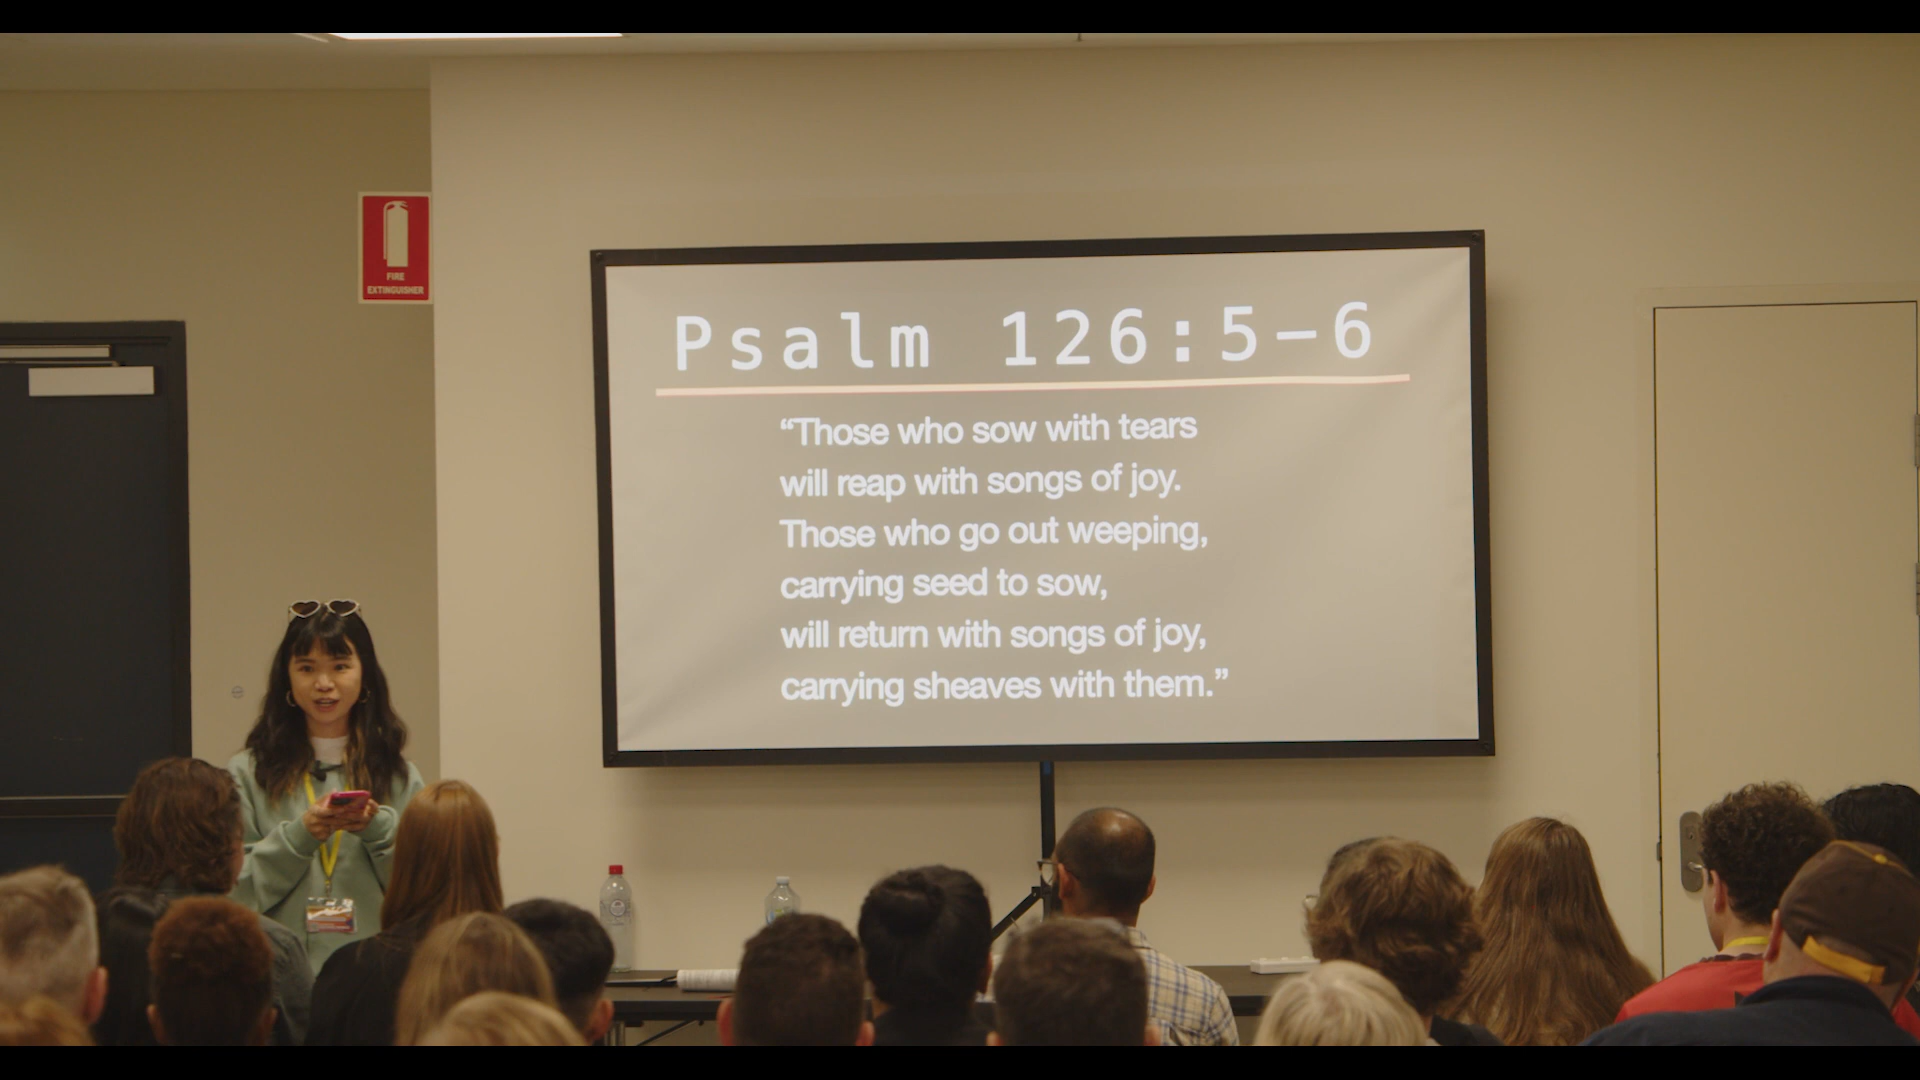 FIRE
EXTINGUISHER
Psalm 126:5–6
“Those who sow with tears
will reap with songs of joy.
Those who go out weeping,
carrying seed to sow,
will return with songs of joy,
carrying sheaves with them.”